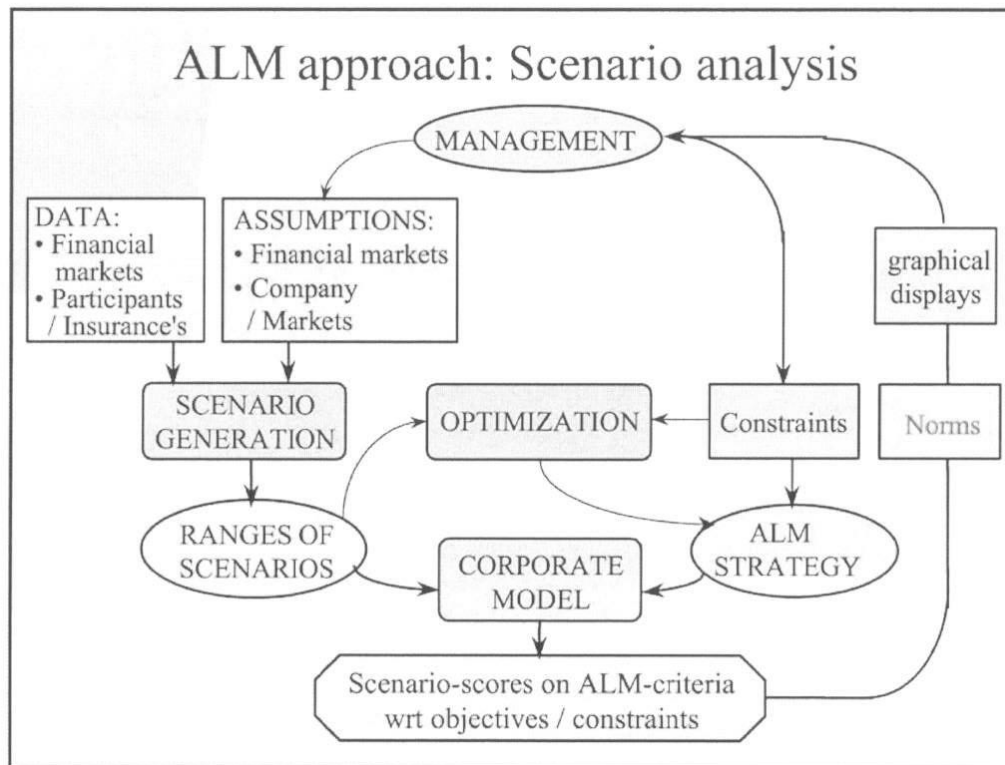 ALM approach: Scenario analysis
MANAGEMENT
DATA:
• Financial
markets
• Participants
/ Insurance's
ASSUMPTIONS:
• Financial markets
• Company
/ Markets
graphical
displays
SCENARIO
GENERATION
OPTIMIZATION
Constraints
Norms
RANGES OF
SCENARIOS
CORPORATE
MODEL
ALM
STRATEGY
Scenario-scores on ALM-criteria
wrt objectives / constraints